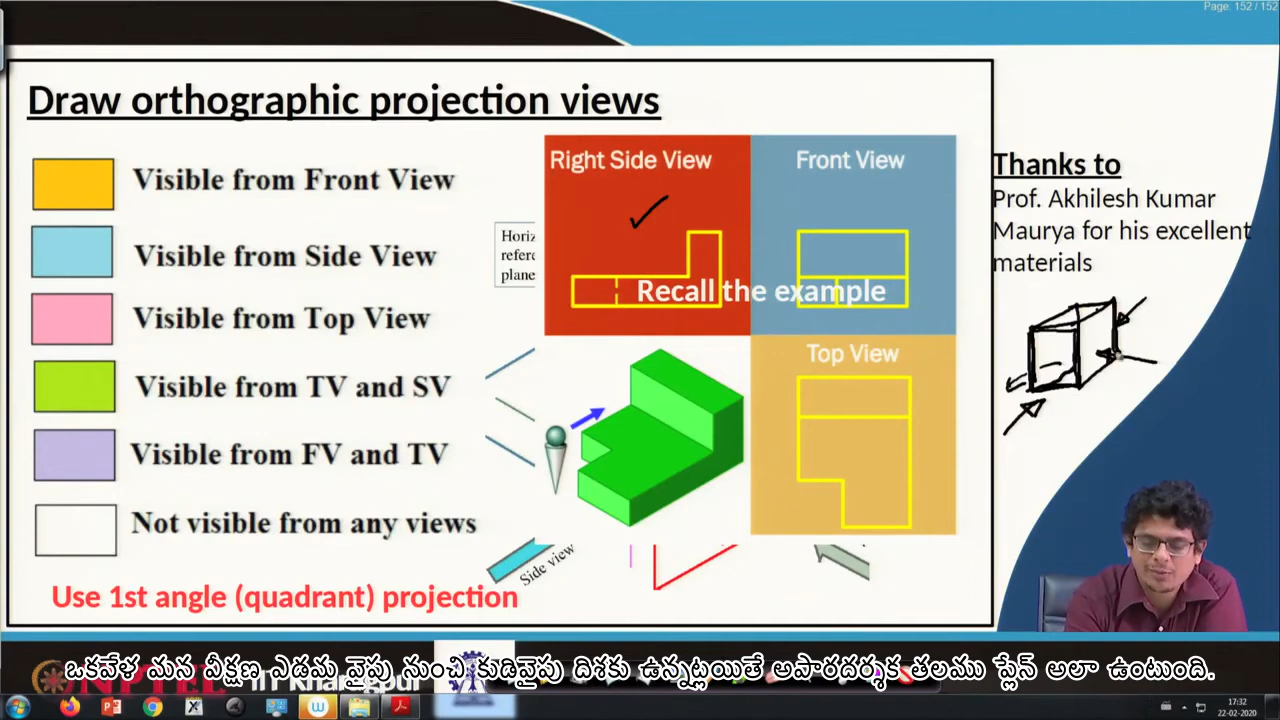 Page: 152 / 152
Draw orthographic projection views
Visible from Front View
Visible from Side View
Visible from Top View
Visible from TV and SV
Visible from FV and TV
Not visible from any views
Use 1st angle (quadrant) projection
Horiz
refere
plane
Right Side View
Front View
Recall the example
Top View
Side view
Thanks to
Prof. Akhilesh Kumar
Maurya for his excellent
materials
NPTEL IIT Kharagpur
ఒకవేళ మన వీక్షణ ఎడమ వైపు నుంచి కుడివైపు దిశకు ఉన్నట్లయితే అపారదర్శక తలము ప్లేన్ అలా ఉంటుంది.
17:32
22-02-2020